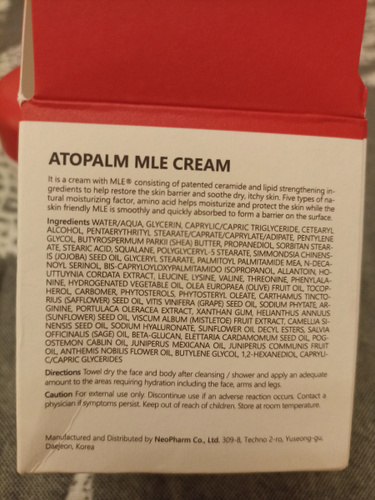 ATOPALM MLE CREAM
It is a cream with MLE® consisting of patented ceramide and lipid strengthening in-
gredients to help restore the skin barrier and soothe dry, itchy skin. Five types of na-
tural moisturizing factor, amino acid helps moisturize and protect the skin while the
skin friendly MLE is smoothly and quickly absorbed to form a barrier on the surface.
Ingredients WATER/AQUA, GLYCERIN, CAPRYLIC/CAPRIC TRIGLYCERIDE, CETEARYL
ALCOHOL, PENTAERYTHRITYL STEARATE/CAPRATE/CAPRYLATE/ADIPATE, PENTYLENE
GLYCOL, BUTYROSPERMUM PARKII (SHEA) BUTTER, PROPANEDIOL, SORBITAN STEAR-
ATE, STEARIC ACID, SQUALANE, POLYGLYCERYL-5 STEARATE, SIMMONDSIA CHINENS-
IS (JOJOBA) SEED OIL, GLYCERYL STEARATE, PALMITOYL PALMITAMIDE MEA, N-DECA-
NOYL SERINOL, BIS-CAPRYLOYLOXYPALMITAMIDO ISOPROPANOL, ALLANTOIN, HO-
UTTUYNIA CORDATA EXTRACT, LEUCINE, LYSINE, VALINE, THREONINE, PHENYLALA-
NINE, HYDROGENATED VEGETABLE OIL, OLEA EUROPAEA (OLIVE) FRUIT OIL, TOCOP-
HEROL, CARBOMER, PHYTOSTEROLS, PHYTOSTERYL OLEATE, CARTHAMUS TINCTO-
RIUS (SAFFLOWER) SEED OIL, VITIS VINIFERA (GRAPE) SEED OIL, SODIUM PHYTATE, AR-
GININE, PORTULACA OLERACEA EXTRACT, XANTHAN GUM, HELIANTHUS ANNUUS
(SUNFLOWER) SEED OIL, VISCUM ALBUM (MISTLETOE) FRUIT EXTRACT, CAMELLIA SI-
NENSIS SEED OIL, SODIUM HYALURONATE, SUNFLOWER OIL DECYL ESTERS, SALVIA
OFFICINALIS (SAGE) OIL, BETA-GLUCAN, ELETTARIA CARDAMOMUM SEED OIL, POG-
OSTEMON CABLIN OIL, JUNIPERUS MEXICANA OIL, JUNIPERUS COMMUNIS FRUIT
OIL, ANTHEMIS NOBILIS FLOWER OIL, BUTYLENE GLYCOL, 1,2-HEXANEDIOL, CAPRYLI-
C/CAPRIC GLYCERIDES
Directions Towel dry the face and body after cleansing / shower and apply an adequate
amount to the areas requiring hydration including the face, arms and legs.
Caution For external use only. Discontinue use if an adverse reaction occurs. Contact a
physician if symptoms persist. Keep out of reach of children. Store at room temperature.
Manufactured and Distributed by NeoPharm Co., Ltd. 309-8, Techno 2-ro, Yuseong-gu,
Daejeon, Korea